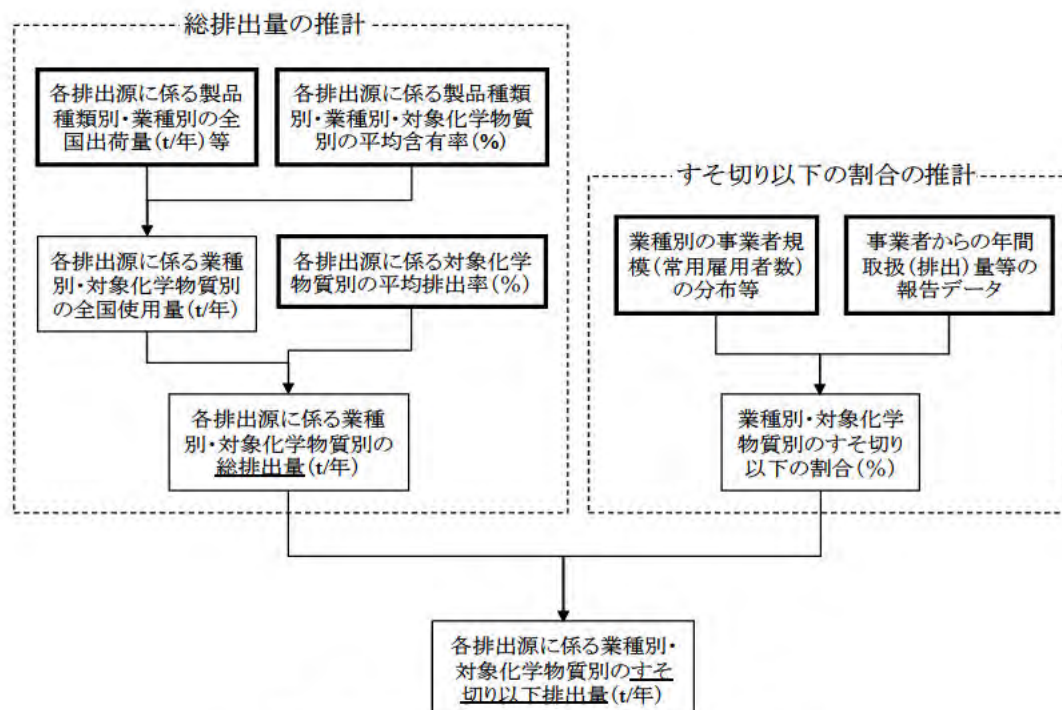 総排出量の推計
各排出源に係る製品
種類別・業種別の全
国出荷量(t/年)等
各排出源に係る製品種類
別・業種別・対象化学物質
別の平均含有率(%)
各排出源に係る業種
別・対象化学物質別
の全国使用量(t/年)
各排出源に係る対象化学
物質別の平均排出率(%)
各排出源に係る業種
別・対象化学物質別の
総排出量(t/年)
すそ切り以下の割合の推計
業種別の事業者規
模(常用雇用者数)
の分布等
事業者からの年間
取扱(排出)量等の
報告データ
業種別・対象化学
物質別のすそ切り
以下の割合(%)
各排出源に係る業種別・
対象化学物質別のすそ
切り以下排出量(t/年)